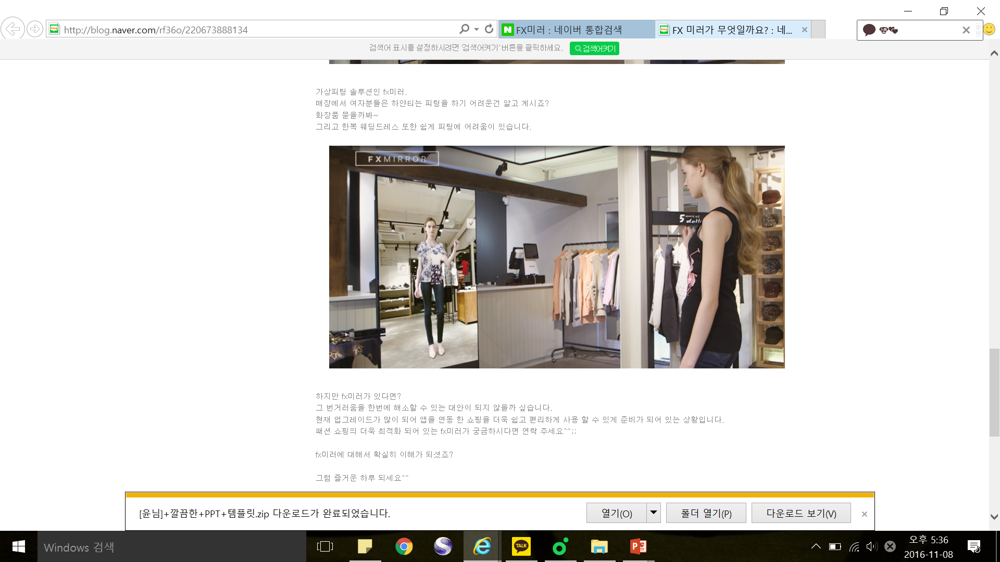 http://blog.naver.com/rf36o/220673888134
FX미러 : 네이버 통합검색
FX 미러가 무엇일까요? : 네...
검색어 표시를 설정하시려면 '검색어켜기' 버튼을 클릭하세요.
검색어켜기
가상피팅 솔루션인 fx미러.
매장에서 여자분들은 하얀티는 피팅을 하기 어려운건 알고 계시죠?
화장품 묻을까봐~
그리고 한복 웨딩드레스 또한 쉽게 피팅에 어려움이 있습니다.
FXMIRROR
5
dolls
하지만 fx미러가 있다면?
그 번거러움을 한번에 해소할 수 있는 대안이 되지 않을까 싶습니다.
현재 업그레이드가 많이 되어 앱을 연동 한 쇼핑을 더욱 쉽고 편리하게 사용 할 수 있게 준비가 되어 있는 상황입니다.
패션 쇼핑의 더욱 최적화 되어 있는 fx미러가 궁금하시다면 연락 주세요^^;;
fx미러에 대해서 확실히 이해가 되셨죠?
그럼 즐거운 하루 되세요^^
[윤님]+깔끔한+PPT+템플릿.zip 다운로드가 완료되었습니다.
열기(O)
폴더 열기(P)
다운로드 보기(V)
Windows 검색
TALK
오후 5:36
2016-11-08